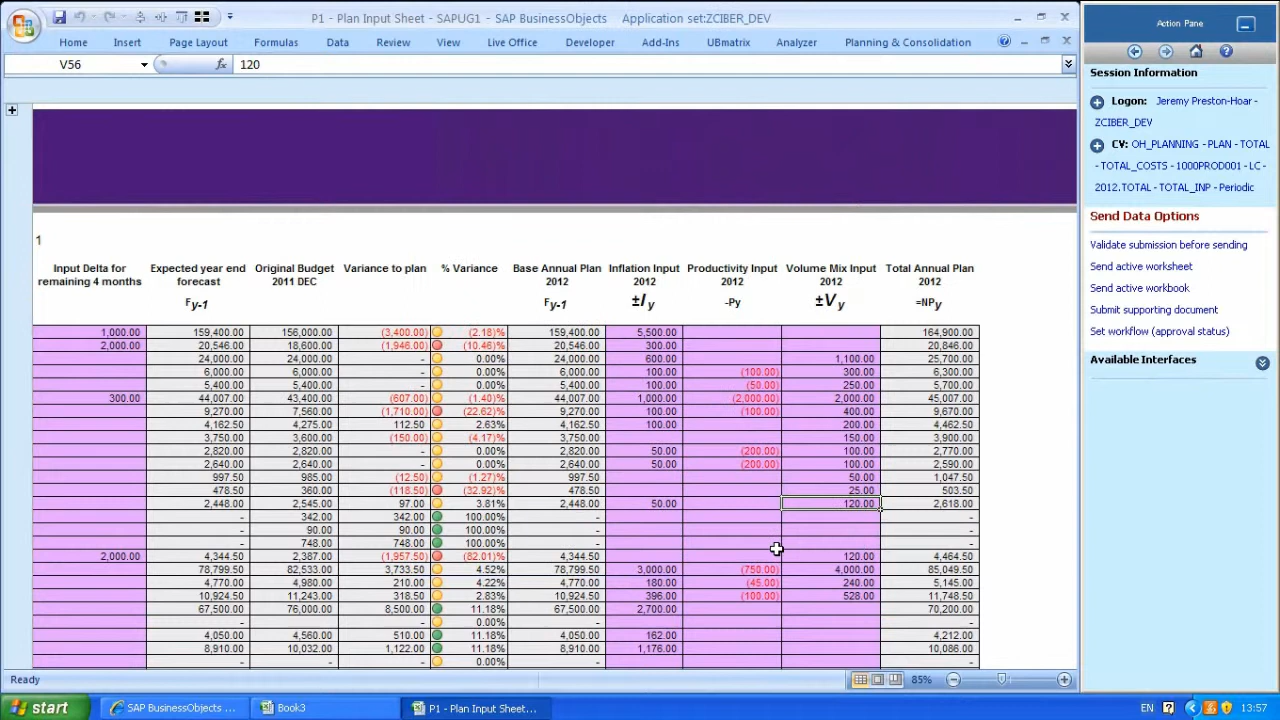 P1 - Plan Input Sheet - SAPUG1 - SAP BusinessObjects Application set:ZCIBER_DEV
Home Insert Page Layout Formulas Data Review View Live Office Developer Add-Ins UBmatrix Analyzer Planning & Consolidation
V56 fx 120
1
Input Delta for Expected year end Original Budget Variance to plan % Variance Base Annual Plan Inflation Input Productivity Input Volume Mix Input Total Annual Plan
remaining 4 months forecast 2011 DEC 2012 2012 2012 2012 2012
Fy-1 Fy-1 ±Iy -Py ±Vy =NPy
1,000.00 159,400.00 156,000.00 (3,400.00) (2.18)% 159,400.00 5,500.00 164,900.00
2,000.00 20,546.00 18,600.00 (1,946.00) (10.46)% 20,546.00 300.00 20,846.00
24,000.00 24,000.00 - 0.00% 24,000.00 600.00 1,100.00 25,700.00
6,000.00 6,000.00 - 0.00% 6,000.00 100.00 (100.00) 300.00 6,300.00
5,400.00 5,400.00 - 0.00% 5,400.00 100.00 (50.00) 250.00 5,700.00
300.00 44,007.00 43,400.00 (607.00) (1.40)% 44,007.00 1,000.00 (2,000.00) 2,000.00 45,007.00
9,270.00 7,560.00 (1,710.00) (22.62)% 9,270.00 100.00 (100.00) 400.00 9,670.00
4,162.50 4,275.00 112.50 2.63% 4,162.50 100.00 200.00 4,462.50
3,750.00 3,600.00 (150.00) (4.17)% 3,750.00 150.00 3,900.00
2,820.00 2,820.00 - 0.00% 2,820.00 50.00 (200.00) 100.00 2,770.00
2,640.00 2,640.00 - 0.00% 2,640.00 50.00 (200.00) 100.00 2,590.00
997.50 985.00 (12.50) (1.27)% 997.50 50.00 1,047.50
478.50 360.00 (118.50) (32.92)% 478.50 25.00 503.50
2,448.00 2,545.00 97.00 3.81% 2,448.00 50.00 120.00 2,618.00
- 342.00 342.00 100.00% - -
- 90.00 90.00 100.00% - -
- 748.00 748.00 100.00% - -
2,000.00 4,344.50 2,387.00 (1,957.50) (82.01)% 4,344.50 120.00 4,464.50
78,799.50 82,533.00 3,733.50 4.52% 78,799.50 3,000.00 (750.00) 4,000.00 85,049.50
4,770.00 4,980.00 210.00 4.22% 4,770.00 180.00 (45.00) 240.00 5,145.00
10,924.50 11,243.00 318.50 2.83% 10,924.50 396.00 (100.00) 528.00 11,748.50
67,500.00 76,000.00 8,500.00 11.18% 67,500.00 2,700.00 70,200.00
- - - 0.00% - -
4,050.00 4,560.00 510.00 11.18% 4,050.00 162.00 4,212.00
8,910.00 10,032.00 1,122.00 11.18% 8,910.00 1,176.00 10,086.00
- - - 0.00% - -
Ready 85%
Action Pane
Session Information
Logon: Jeremy Preston-Hoar -
ZCIBER_DEV
CV: OH_PLANNING - PLAN - TOTAL
- TOTAL_COSTS - 1000PROD001 - LC -
2012.TOTAL - TOTAL_INP - Periodic
Send Data Options
Validate submission before sending
Send active worksheet
Send active workbook
Submit supporting document
Set workflow (approval status)
Available Interfaces
start SAP BusinessObjects ... Book3 P1 - Plan Input Sheet... EN 13:57